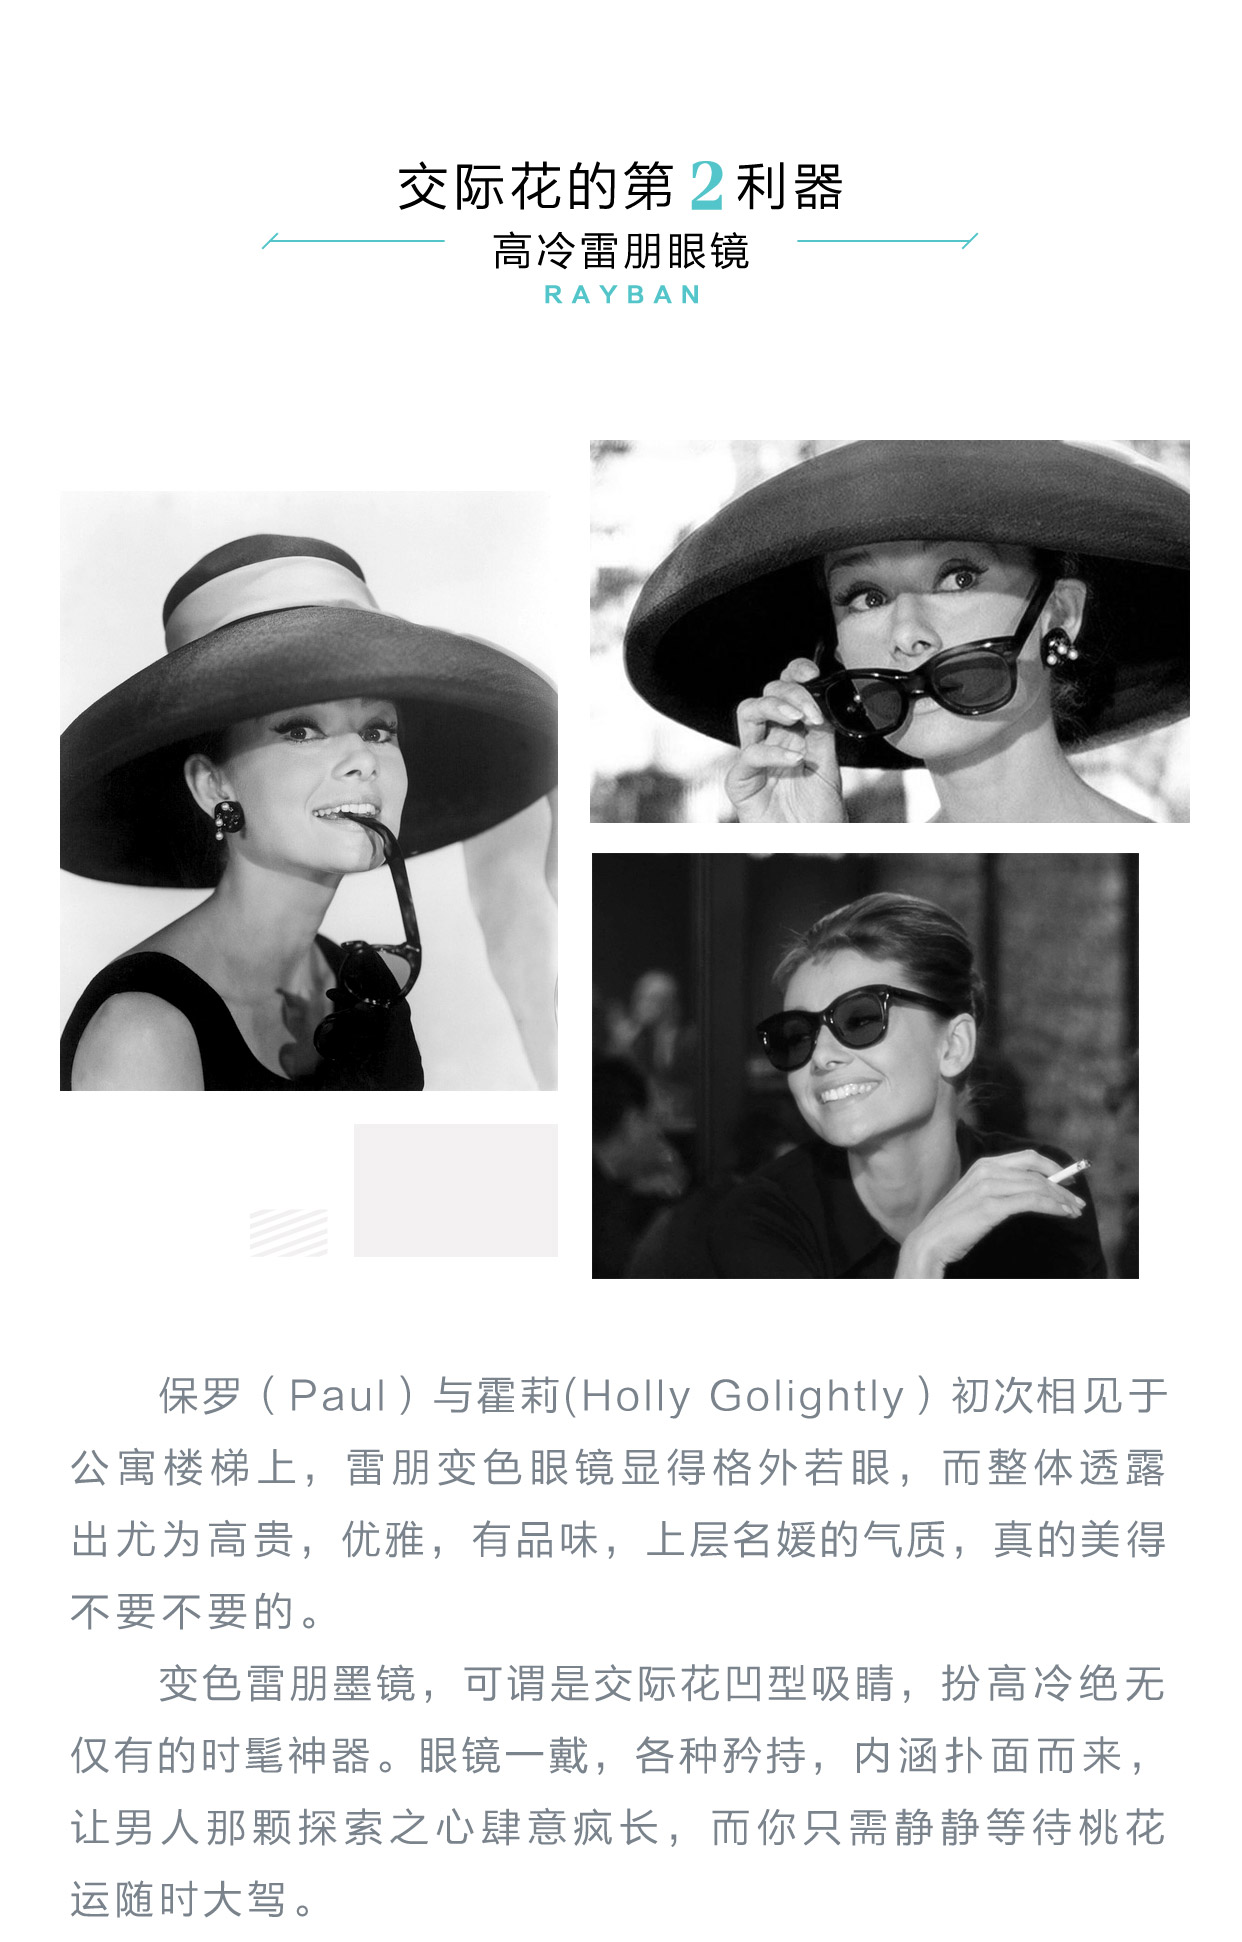 交际花的第2利器
高冷雷朋眼镜
RAYBAN
保罗（Paul）与霍莉(Holly Golightly）初次相见于
公寓楼梯上，雷朋变色眼镜显得格外若眼，而整体透露
出尤为高贵，优雅，有品味，上层名媛的气质，真的美得
不要不要的。
变色雷朋墨镜，可谓是交际花凹型吸睛，扮高冷绝无
仅有的时髦神器。眼镜一戴，各种矜持，内涵扑面而来，
让男人那颗探索之心肆意疯长，而你只需静静等待桃花
运随时大驾。